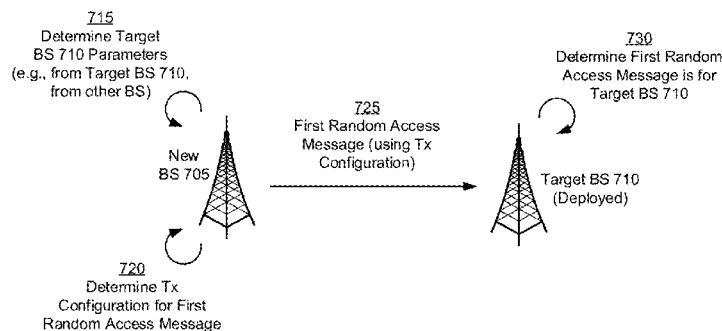 715
Determine Target
BS 710 Parameters
(e.g., from Target BS 710,
from other BS)
New
BS 705
720
Determine Tx
Configuration for First
Random Access Message
725
First Random Access
Message (using Tx
Configuration)
730
Determine First Random
Access Message is for
Target BS 710
Target BS 710
(Deployed)